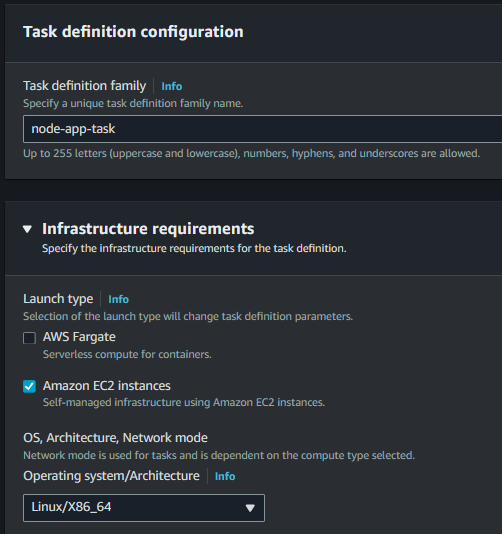 Task definition configuration
Task definition family Info
Specify a unique task definition family name.
node-app-task
Up to 255 letters (uppercase and lowercase), numbers, hyphens, and underscores are allowed.
Infrastructure requirements
Specify the infrastructure requirements for the task definition.
Launch type Info
Selection of the launch type will change task definition parameters.
AWS Fargate
Serverless compute for containers.
Amazon EC2 instances
Self-managed infrastructure using Amazon EC2 instances.
OS, Architecture, Network mode
Network mode is used for tasks and is dependent on the compute type selected.
Operating system/Architecture Info
Linux/X86_64